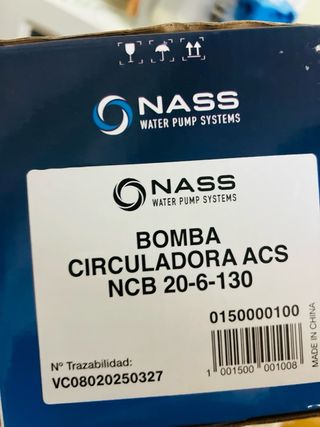 NASS
WATER PUMP SYSTEMS
NASS
WATER PUMP SYSTEMS
BOMBA
CIRCULADORA ACS
NCB 20-6-130
0150000100
Nº Trazabilidad:
VC08020250327
1 001500 001008
MADE IN CHINA